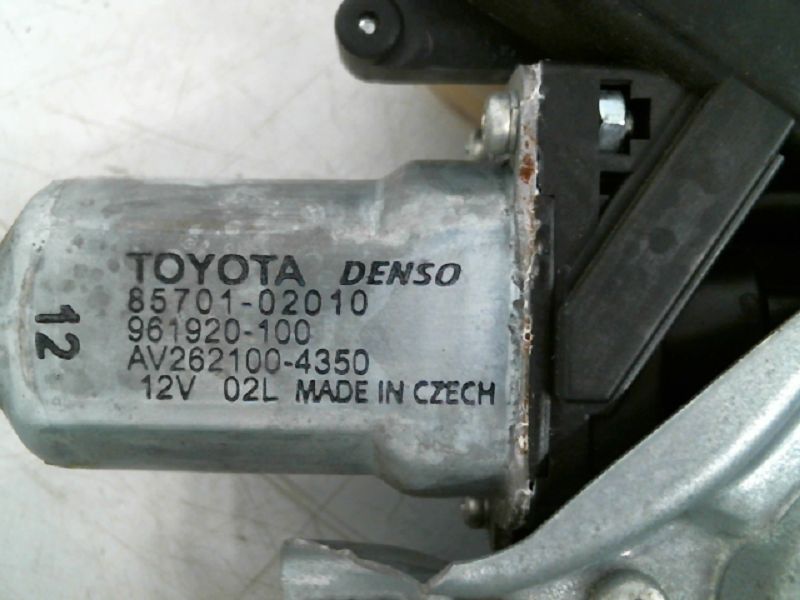 TOYOTA DENSO
85701-02010
961920-100
AV262100-4350
12V 02L MADE IN CZECH
12